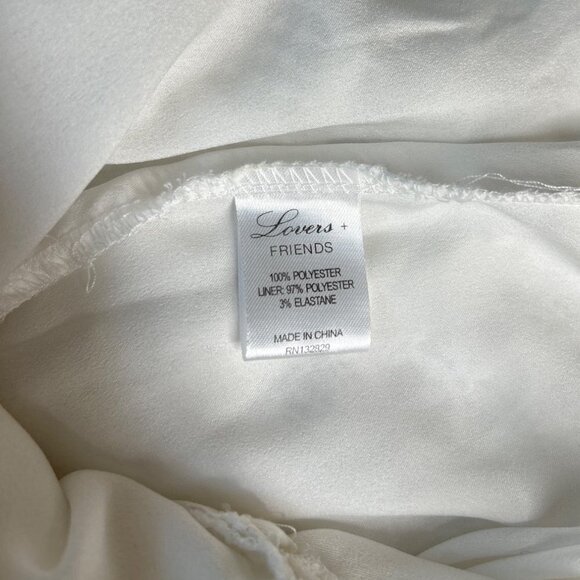 Lovers +
FRIENDS
100% POLYESTER
LINER: 97% POLYESTER
3% ELASTANE
MADE IN CHINA
RN132829